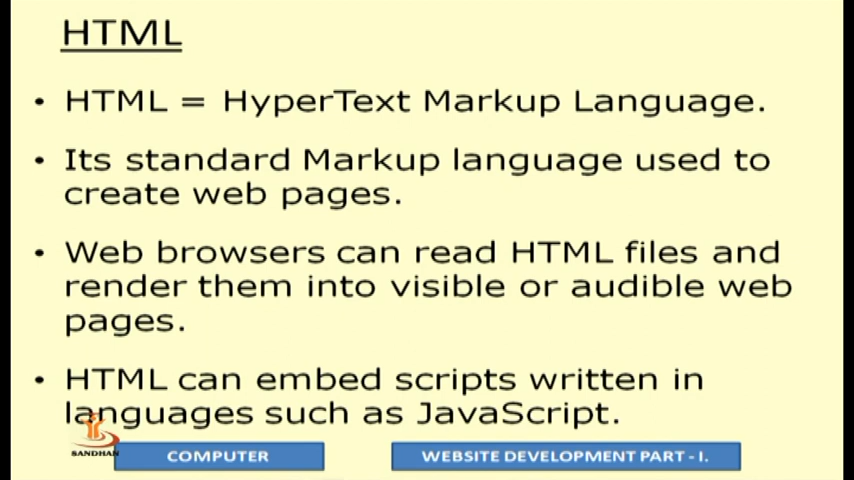 HTML
• HTML = HyperText Markup Language.
• Its standard Markup language used to
create web pages.
• Web browsers can read HTML files and
render them into visible or audible web
pages.
• HTML can embed scripts written in
languages such as JavaScript.
SANDHAN
COMPUTER
WEBSITE DEVELOPMENT PART - I.